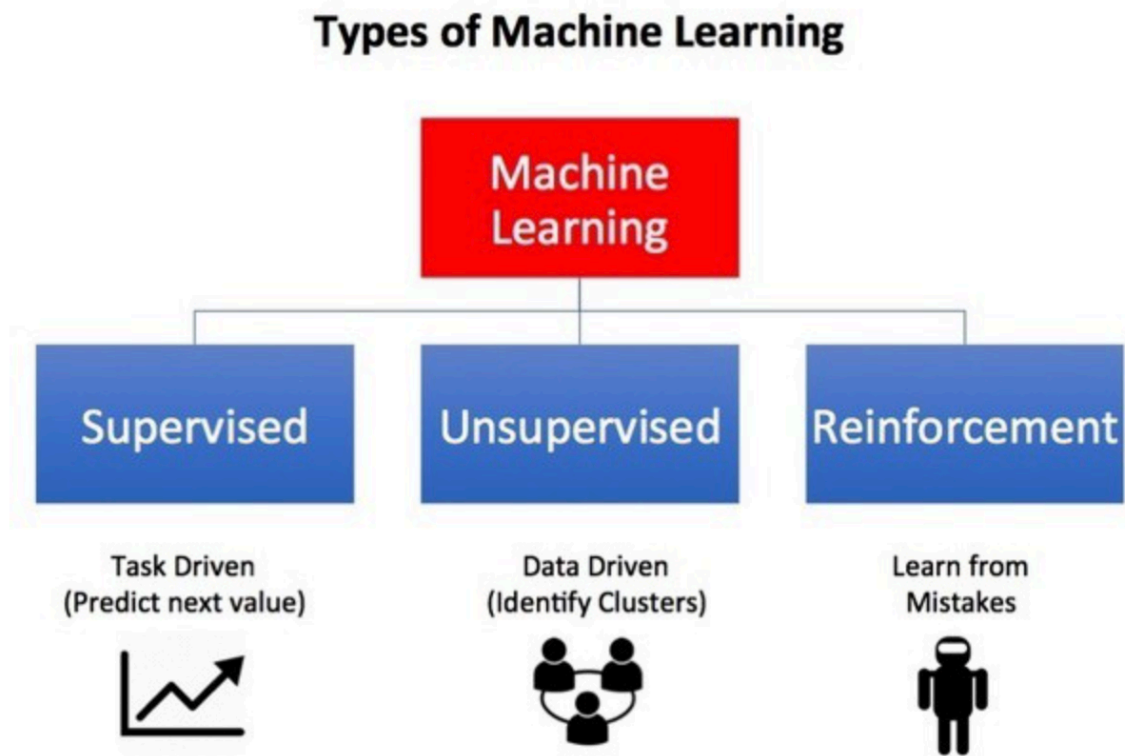 Types of Machine Learning
Machine
Learning
Supervised
Unsupervised
Reinforcement
Task Driven
(Predict next value)
Data Driven
(Identify Clusters)
Learn from
Mistakes